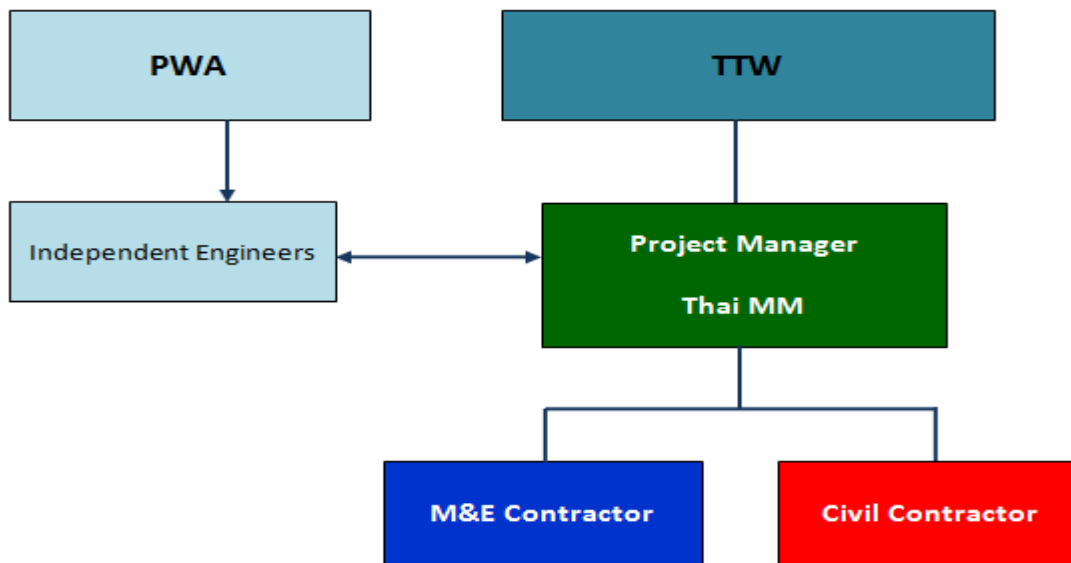 PWA
TTW
Independent Engineers
Project Manager
Thai MM
M&E Contractor
Civil Contractor